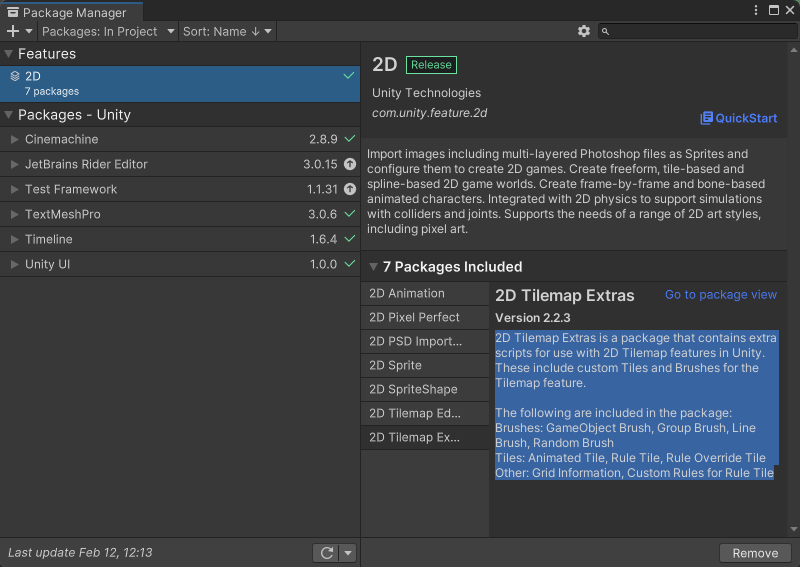 Package Manager
Packages: In Project
Sort: Name ↓
Features
2D
7 packages
Packages - Unity
Cinemachine 2.8.9
JetBrains Rider Editor 3.0.15
Test Framework 1.1.31
TextMeshPro 3.0.6
Timeline 1.6.4
Unity UI 1.0.0
Last update Feb 12, 12:13
2D Release
Unity Technologies
com.unity.feature.2d
QuickStart
Import images including multi-layered Photoshop files as Sprites and
configure them to create 2D games. Create freeform, tile-based and
spline-based 2D game worlds. Create frame-by-frame and bone-based
animated characters. Integrated with 2D physics to support simulations
with colliders and joints. Supports the needs of a range of 2D art styles,
including pixel art.
7 Packages Included
2D Animation
2D Pixel Perfect
2D PSD Import...
2D Sprite
2D SpriteShape
2D Tilemap Ed...
2D Tilemap Ex...
2D Tilemap Extras
Go to package view
Version 2.2.3
2D Tilemap Extras is a package that contains extra
scripts for use with 2D Tilemap features in Unity.
These include custom Tiles and Brushes for the
Tilemap feature.
The following are included in the package:
Brushes: GameObject Brush, Group Brush, Line
Brush, Random Brush
Tiles: Animated Tile, Rule Tile, Rule Override Tile
Other: Grid Information, Custom Rules for Rule Tile
Remove